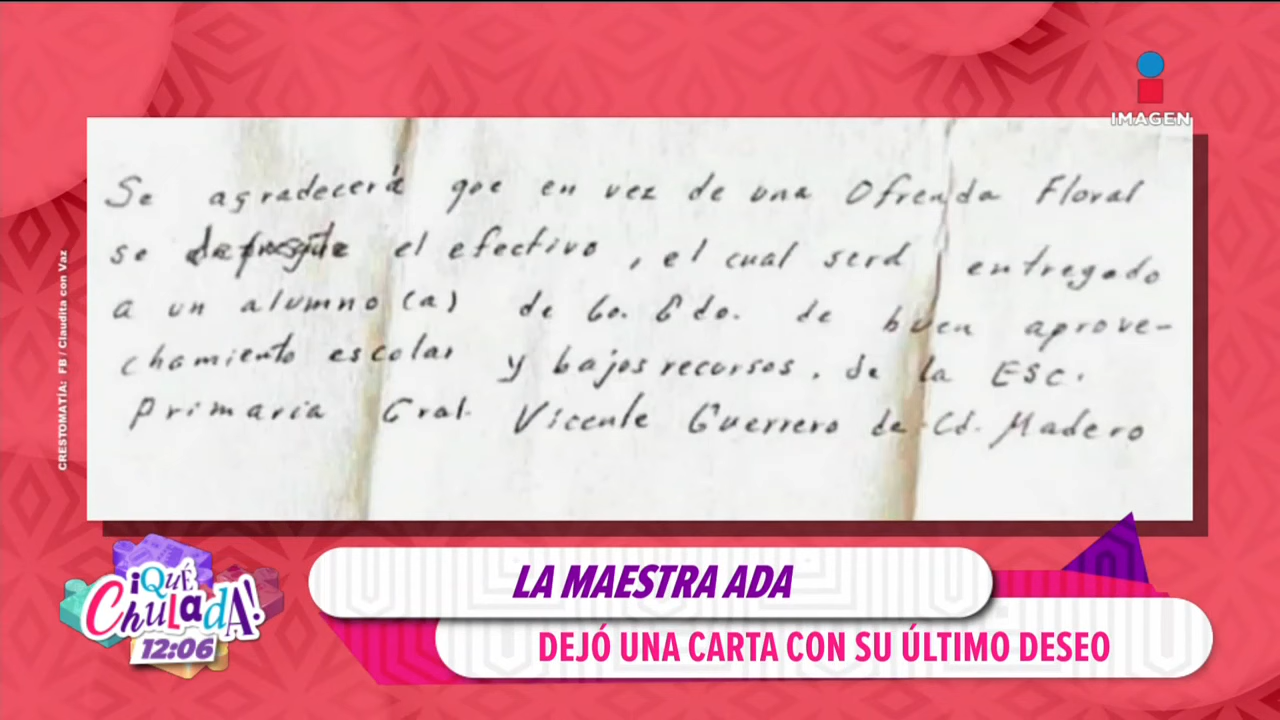 IMAGEN
Se agradecerá que en vez de una Ofrenda Floral
se el efectivo, el cual será entregado
a un alumno (a) de 6o. Gdo. de buen aprove-
chamiento escolar y bajos recursos, de la ESC.
Primaria Gral. Vicente Guerrero de Cd. Madero
CRESTOMATÍA: FB / Claudita con Vaz
¡QUÉ
CHULADA!
12:06
LA MAESTRA ADA
DEJÓ UNA CARTA CON SU ÚLTIMO DESEO